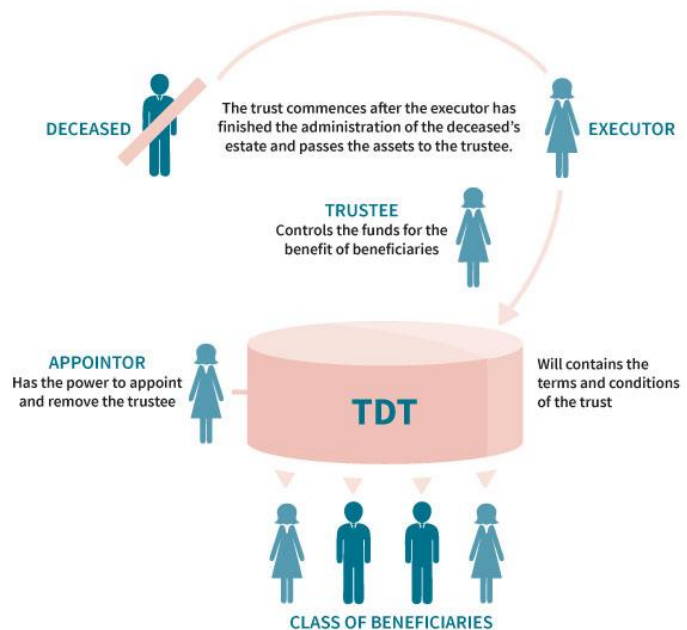 DECEASED
The trust commences after the executor has
finished the administration of the deceased's
estate and passes the assets to the trustee.
EXECUTOR
TRUSTEE
Controls the funds for the
benefit of beneficiaries
APPOINTOR
Has the power to appoint
and remove the trustee
TDT
Will contains the
terms and conditions
of the trust
CLASS OF BENEFICIARIES